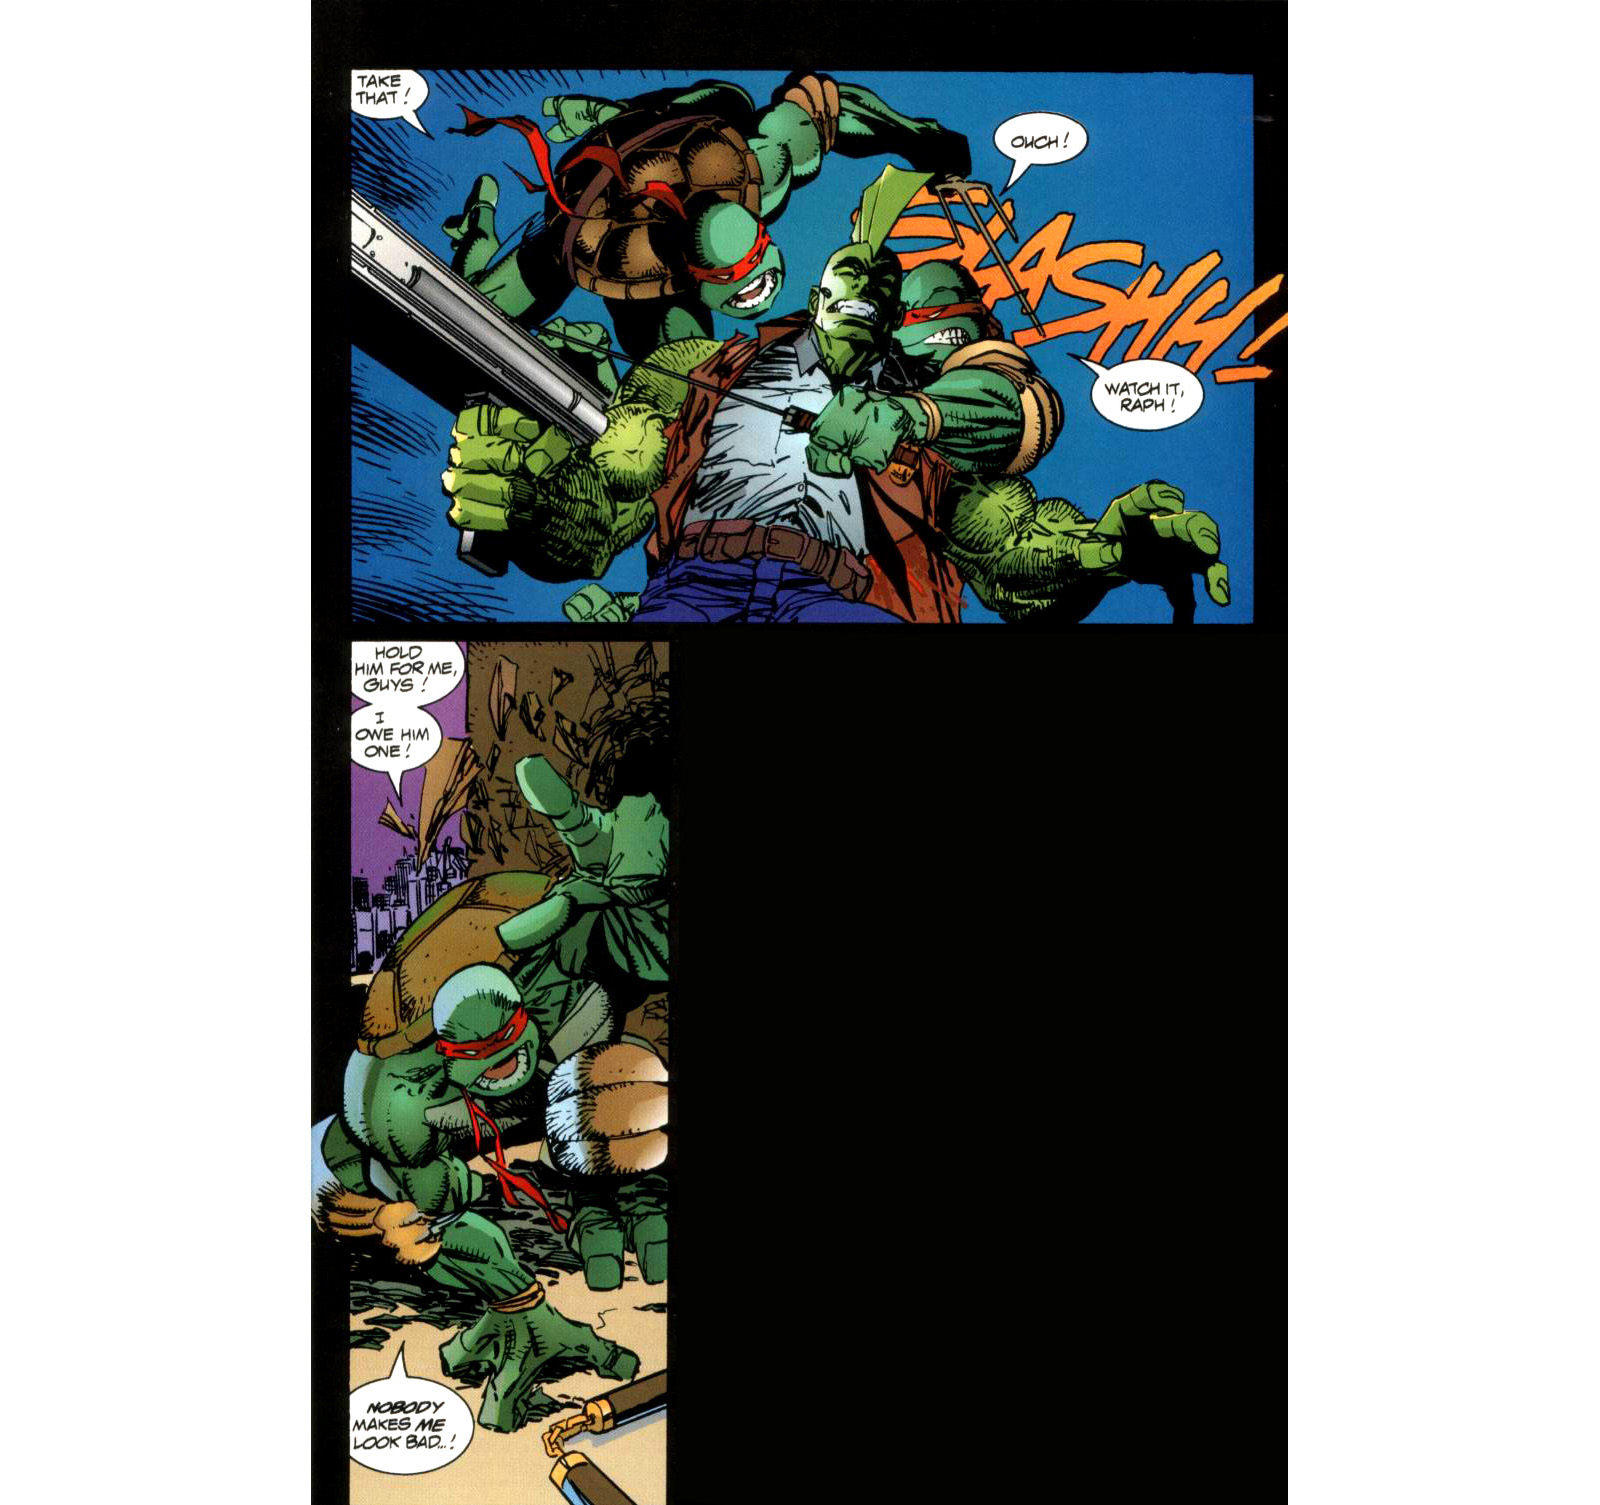 TAKE
THAT!
OUCH!
SLASHH!
WATCH IT,
RAPH!
HOLD
HIM FOR ME,
GUYS!
I
OWE HIM
ONE!
NOBODY
MAKES ME
LOOK BAD...!